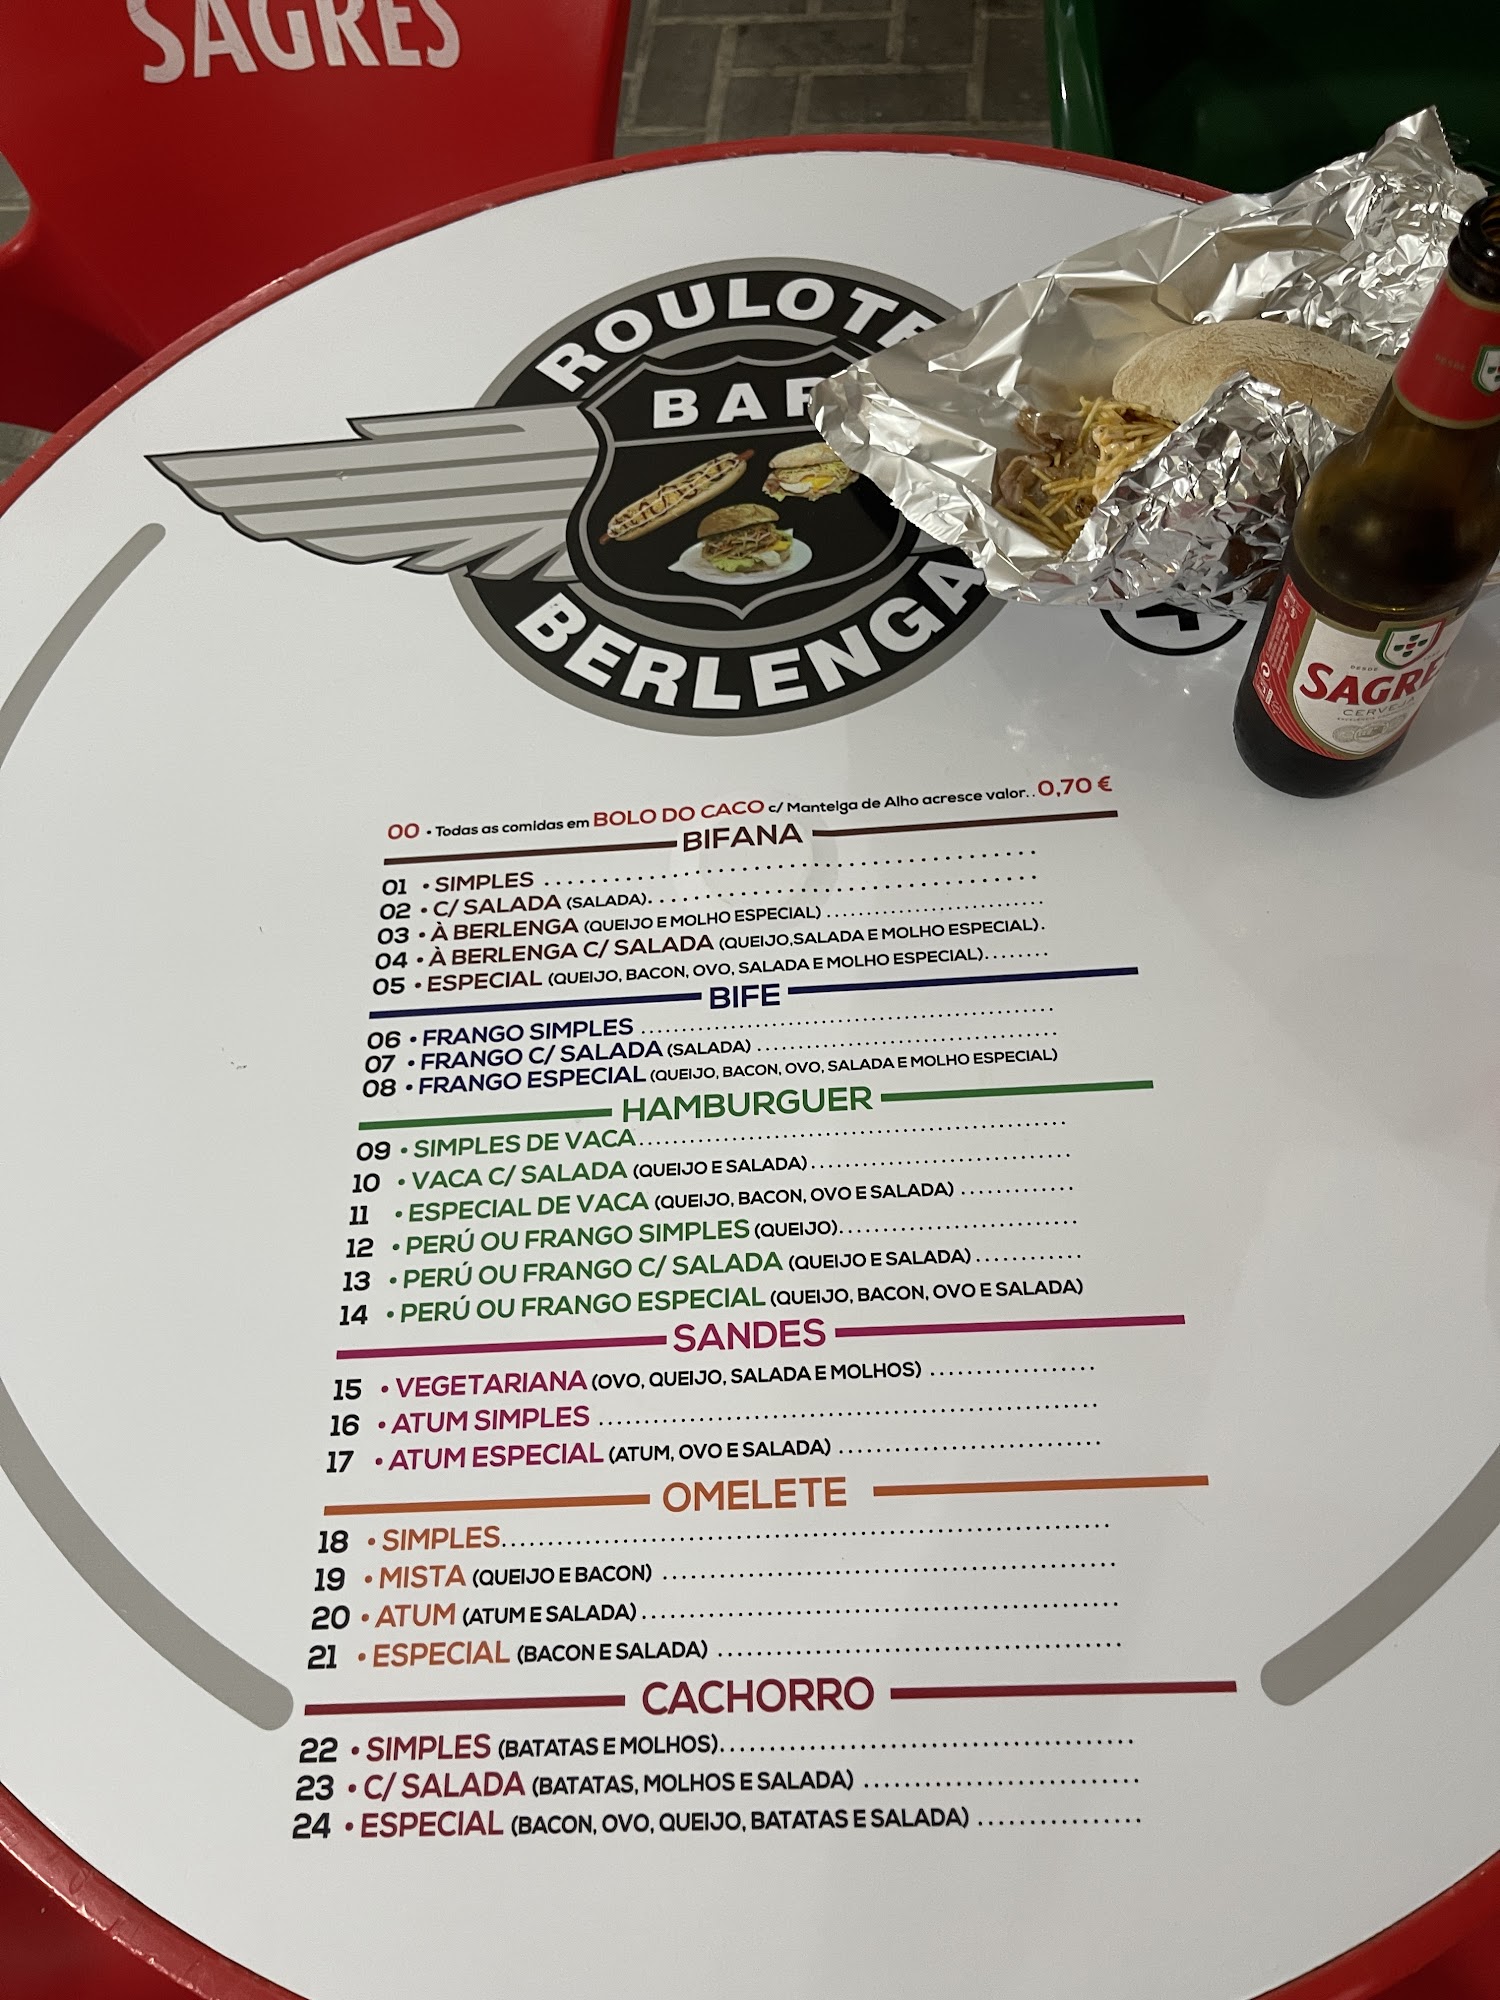 SAGRES
ROULOTE
BAR
BERLENGA
SAGRES
CERVEJA
00 • Todas as comidas em BOLO DO CACO c/ Manteiga de Alho acresce valor..0,70 €
BIFANA
01 • SIMPLES
02 • C/ SALADA (SALADA)
03 • À BERLENGA (QUEIJO E MOLHO ESPECIAL)
04 • À BERLENGA C/ SALADA (QUEIJO,SALADA E MOLHO ESPECIAL).
05 • ESPECIAL (QUEIJO, BACON, OVO, SALADA E MOLHO ESPECIAL)
BIFE
06 • FRANGO SIMPLES
07 • FRANGO C/ SALADA (SALADA)
08 • FRANGO ESPECIAL (QUEIJO, BACON, OVO, SALADA E MOLHO ESPECIAL)
HAMBURGUER
09 • SIMPLES DE VACA
10 • VACA C/ SALADA (QUEIJO E SALADA)
11 • ESPECIAL DE VACA (QUEIJO, BACON, OVO E SALADA)
12 • PERÚ OU FRANGO SIMPLES (QUEIJO)
13 • PERÚ OU FRANGO C/ SALADA (QUEIJO E SALADA)
14 • PERÚ OU FRANGO ESPECIAL (QUEIJO, BACON, OVO E SALADA)
SANDES
15 • VEGETARIANA (OVO, QUEIJO, SALADA E MOLHOS)
16 • ATUM SIMPLES
17 • ATUM ESPECIAL (ATUM, OVO E SALADA)
OMELETE
18 • SIMPLES
19 • MISTA (QUEIJO E BACON)
20 • ATUM (ATUM E SALADA)
21 • ESPECIAL (BACON E SALADA)
CACHORRO
22 • SIMPLES (BATATAS E MOLHOS)
23 • C/ SALADA (BATATAS, MOLHOS E SALADA)
24 • ESPECIAL (BACON, OVO, QUEIJO, BATATAS E SALADA)